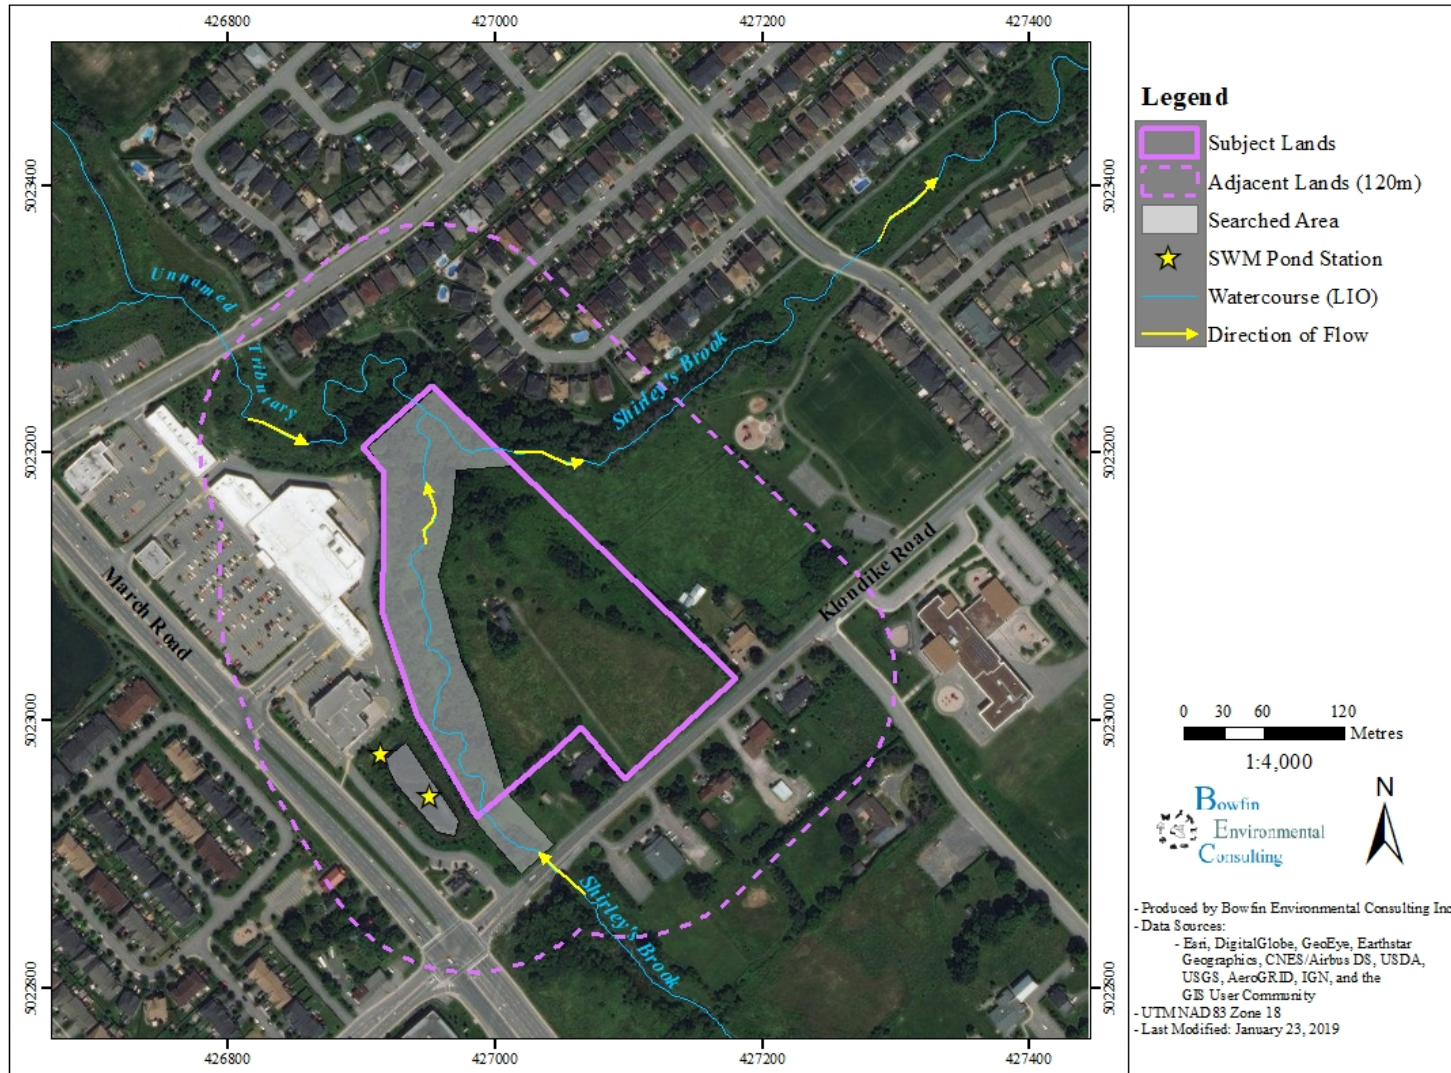 426800
427000
427200
427400
5023400
5023200
5023000
5022800
5023400
5023200
5023000
5022800
Unnamed
Tributary
Shirley's Brook
March Road
Klondike Road
Shirley's Brook
426800
427000
427200
427400
Legend
Subject Lands
Adjacent Lands (120m)
Searched Area
SWM Pond Station
Watercourse (LIO)
Direction of Flow
0 30 60 120
Metres
1:4,000
Bowfin
Environmental
Consulting
N
- Produced by Bowfin Environmental Consulting Inc
- Data Sources:
- Esri, DigitalGlobe, GeoEye, Earthstar
Geographics, CNES/Airbus DS, USDA,
USGS, AeroGRID, IGN, and the
GIS User Community
- UTM NAD83 Zone 18
- Last Modified: January 23, 2019